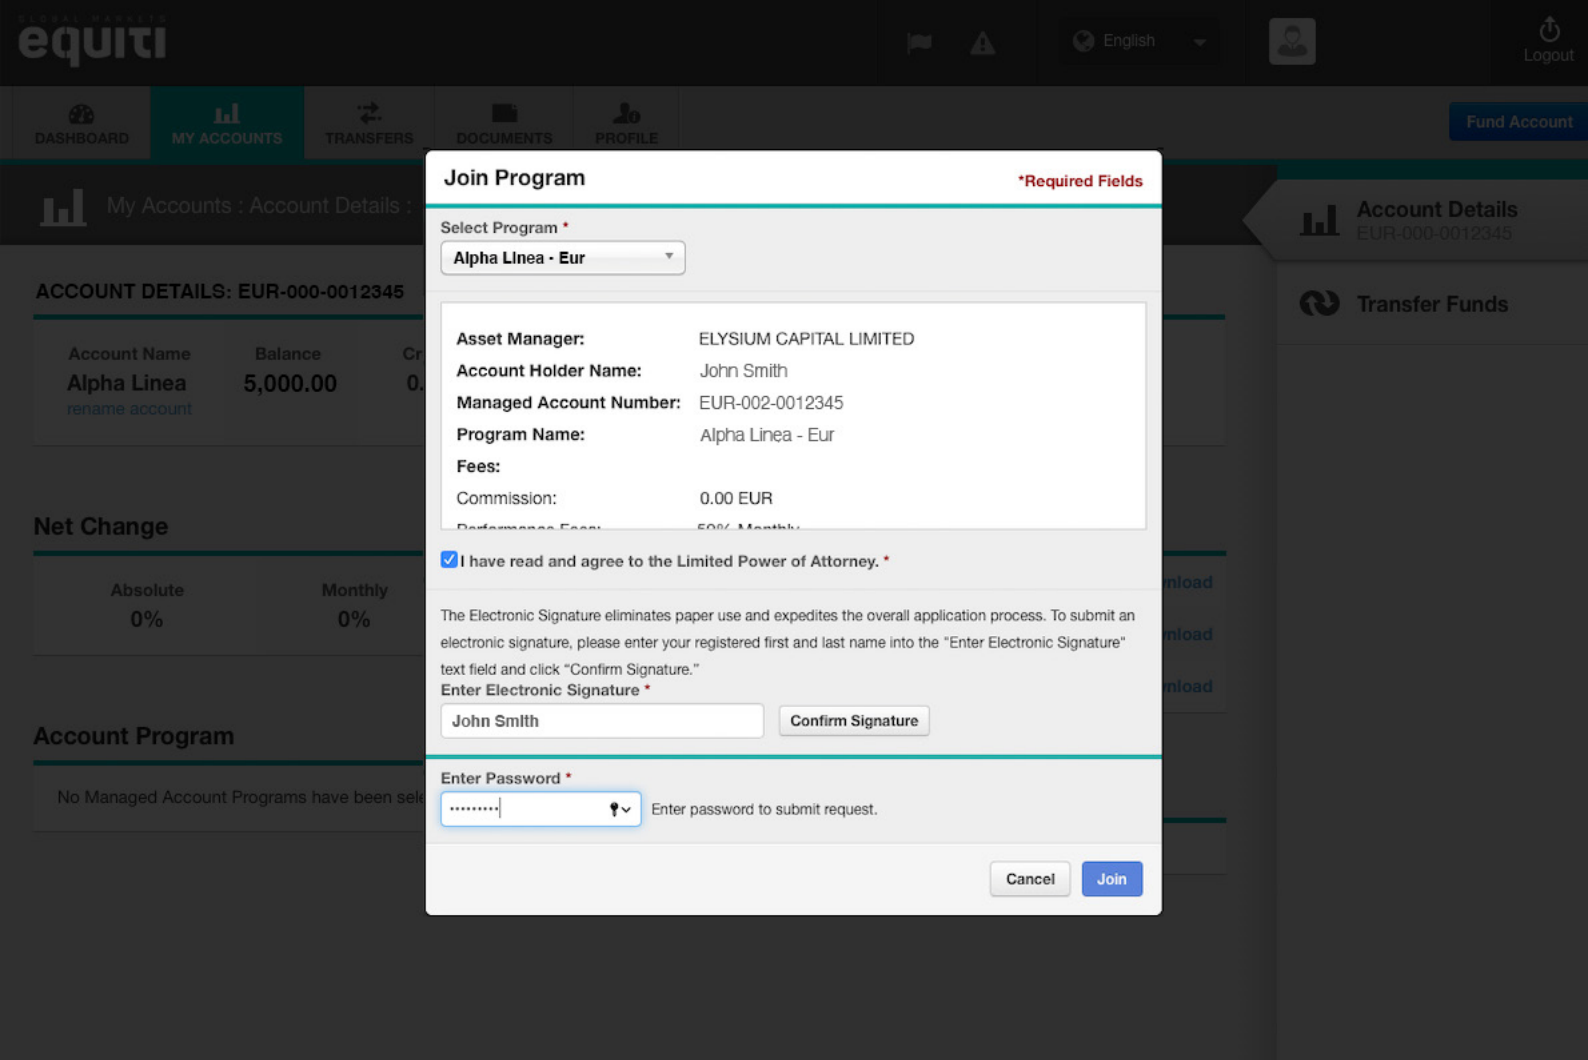 GLOBAL MARKETS
equiti
English
Logout
DASHBOARD
MY ACCOUNTS
TRANSFERS
DOCUMENTS
PROFILE
Fund Account
My Accounts : Account Details :
Account Details
EUR-000-0012345
Transfer Funds
ACCOUNT DETAILS: EUR-000-0012345
Account Name Balance Cr
Alpha Linea 5,000.00 0.
rename account
Net Change
Absolute Monthly
0% 0%
Account Program
No Managed Account Programs have been sele
Join Program
*Required Fields
Select Program *
Alpha Linea - Eur
Asset Manager: ELYSIUM CAPITAL LIMITED
Account Holder Name: John Smith
Managed Account Number: EUR-002-0012345
Program Name: Alpha Linea - Eur
Fees:
Commission: 0.00 EUR
Performance Fees: 50% Monthly
I have read and agree to the Limited Power of Attorney. *
The Electronic Signature eliminates paper use and expedites the overall application process. To submit an
electronic signature, please enter your registered first and last name into the "Enter Electronic Signature"
text field and click "Confirm Signature."
Enter Electronic Signature *
John Smith
Confirm Signature
Enter Password *
Enter password to submit request.
Cancel
Join
nload
nload
nload